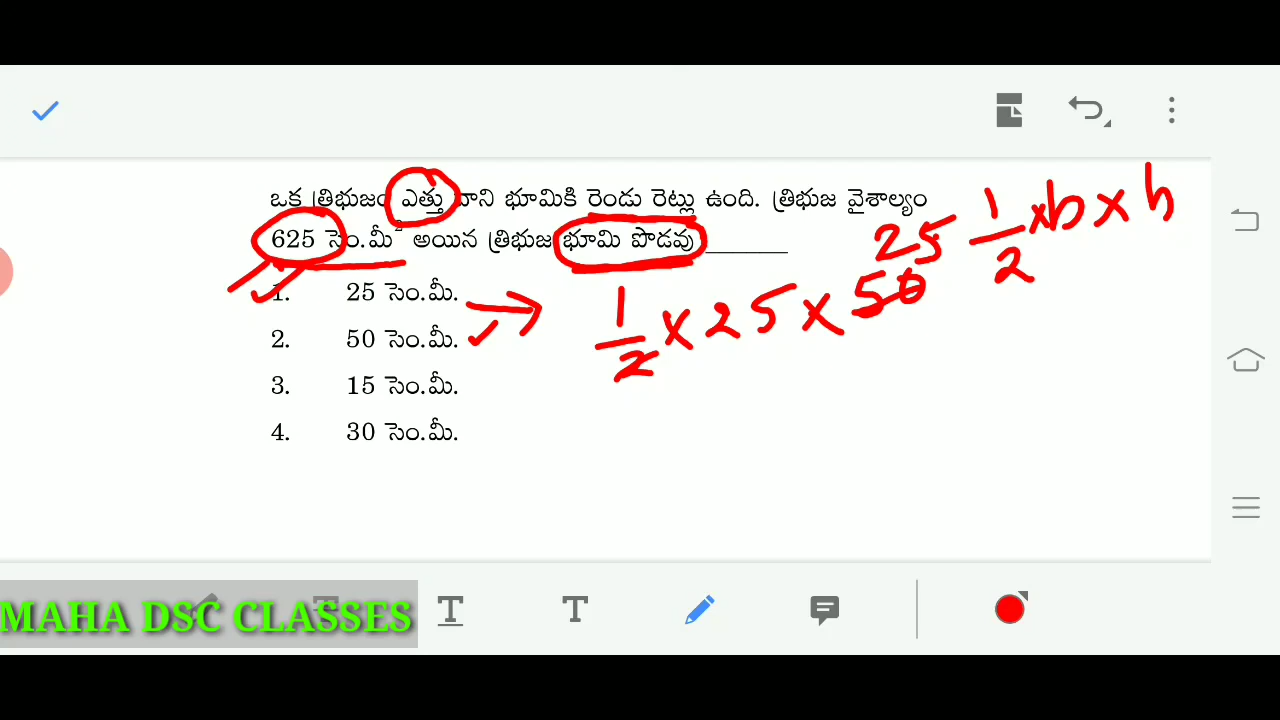 ఒక త్రిభుజం ఎత్తు దాని భూమికి రెండు రెట్లు ఉంది. త్రిభుజ వైశాల్యం
625 సెం.మీ² అయిన త్రిభుజ భూమి పొడవు ______
1. 25 సెం.మీ.
2. 50 సెం.మీ.
3. 15 సెం.మీ.
4. 30 సెం.మీ.
1/2 × b × h
25
1/2 × 25 × 50
MAHA DSC CLASSES